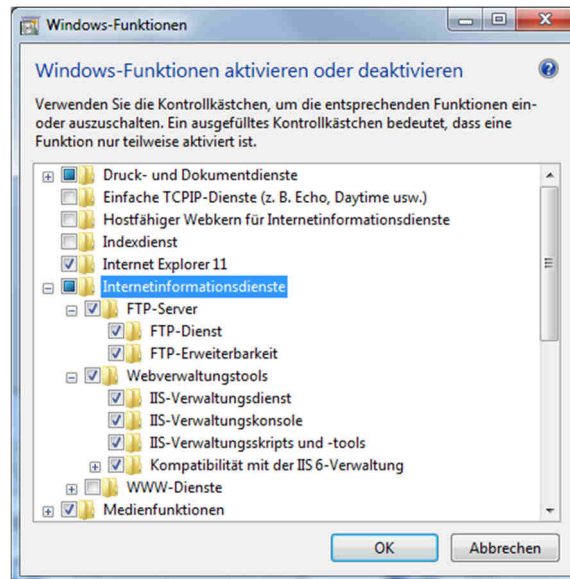 Windows-Funktionen
Windows-Funktionen aktivieren oder deaktivieren
Verwenden Sie die Kontrollkästchen, um die entsprechenden Funktionen ein-
oder auszuschalten. Ein ausgefülltes Kontrollkästchen bedeutet, dass eine
Funktion nur teilweise aktiviert ist.
Druck- und Dokumentdienste
Einfache TCPIP-Dienste (z. B. Echo, Daytime usw.)
Hostfähiger Webkern für Internetinformationsdienste
Indexdienst
Internet Explorer 11
Internetinformationsdienste
FTP-Server
FTP-Dienst
FTP-Erweiterbarkeit
Webverwaltungstools
IIS-Verwaltungsdienst
IIS-Verwaltungskonsole
IIS-Verwaltungsskripts und -tools
Kompatibilität mit der IIS 6-Verwaltung
WWW-Dienste
Medienfunktionen
OK
Abbrechen